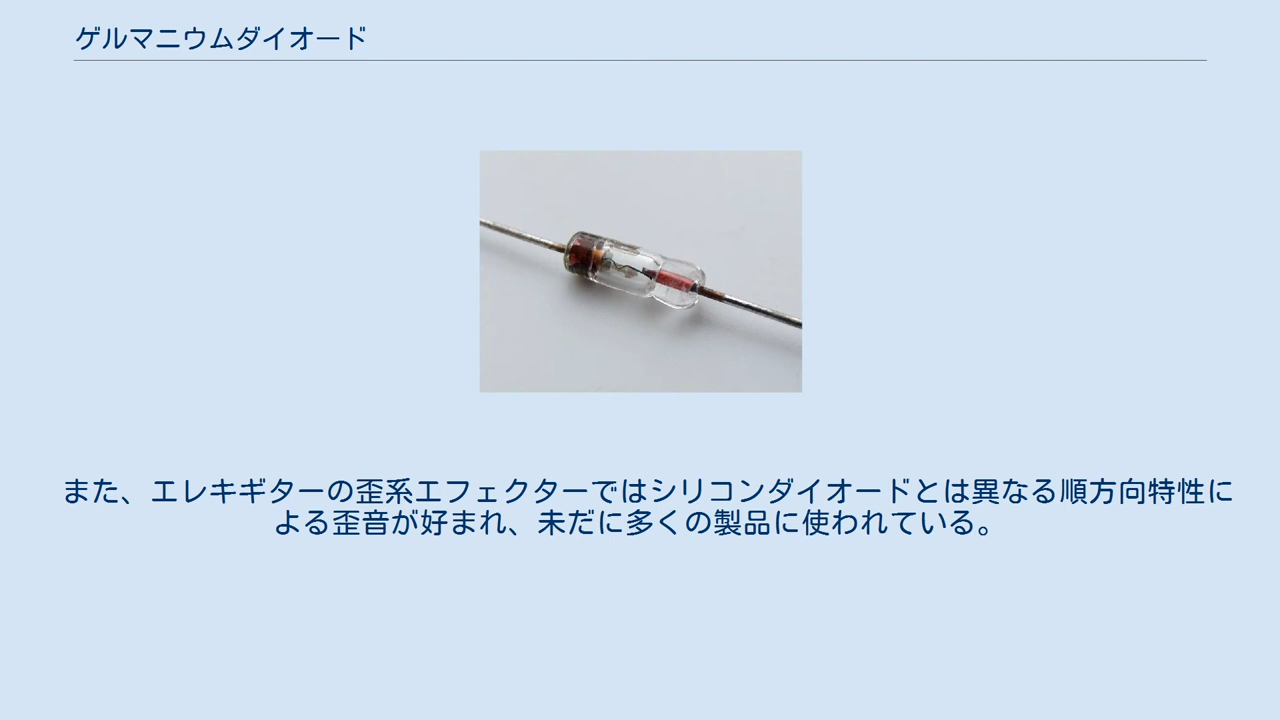 ゲルマニウムダイオード
また、エレキギターの歪系エフェクターではシリコンダイオードとは異なる順方向特性に
よる歪音が好まれ、未だに多くの製品に使われている。